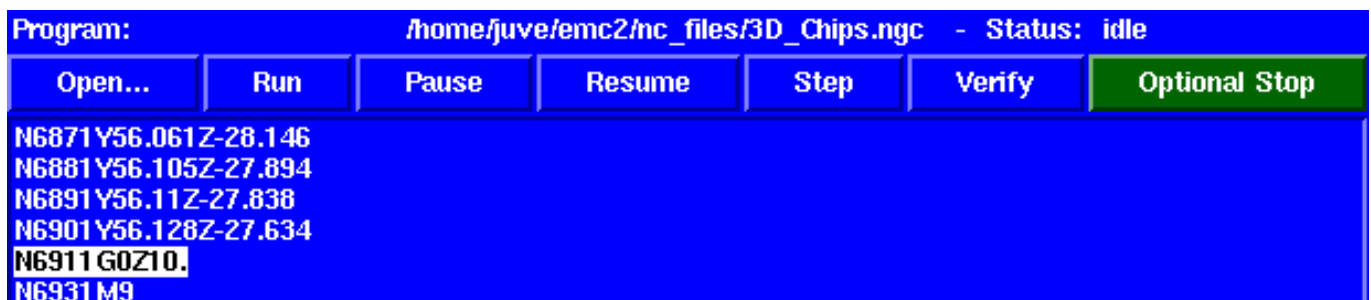 Program: /home/juve/emc2/nc_files/3D_Chips.ngc - Status: idle
Open... Run Pause Resume Step Verify Optional Stop
N6871Y56.061Z-28.146
N6881Y56.105Z-27.894
N6891Y56.11Z-27.838
N6901Y56.128Z-27.634
N6911G0Z10.
N6931M9